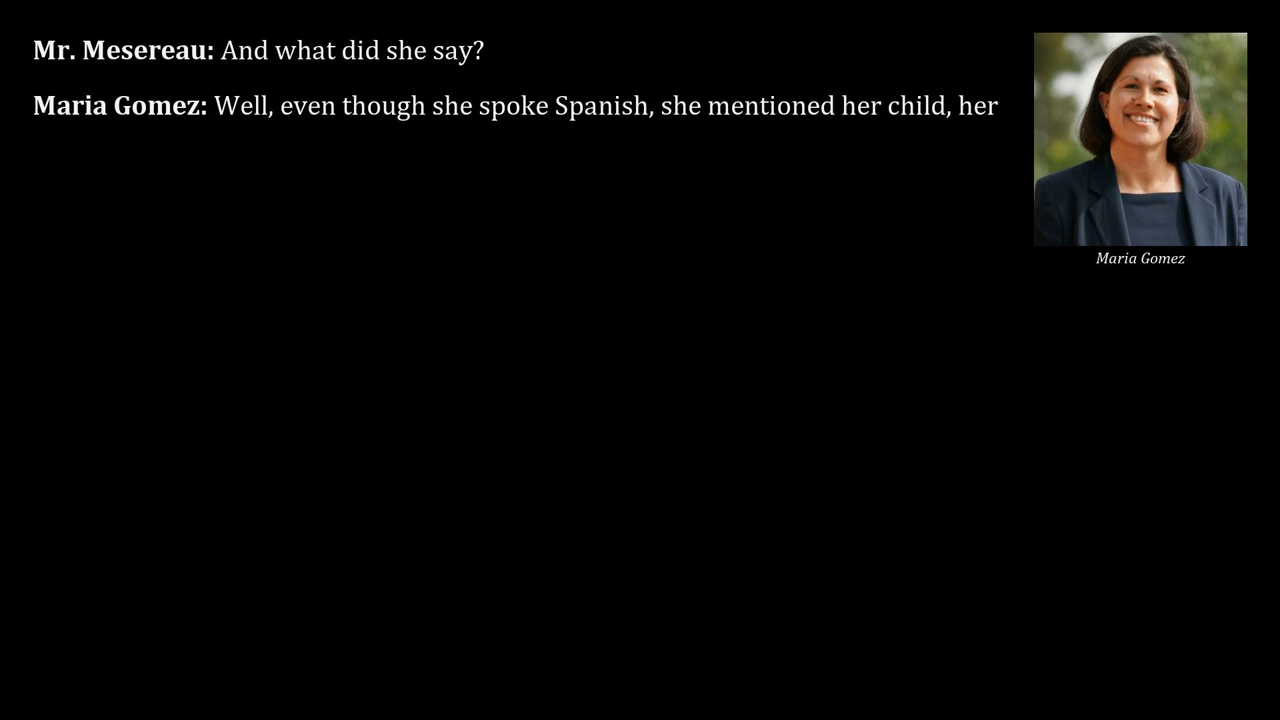 Mr. Mesereau: And what did she say?
Maria Gomez: Well, even though she spoke Spanish, she mentioned her child, her
Maria Gomez